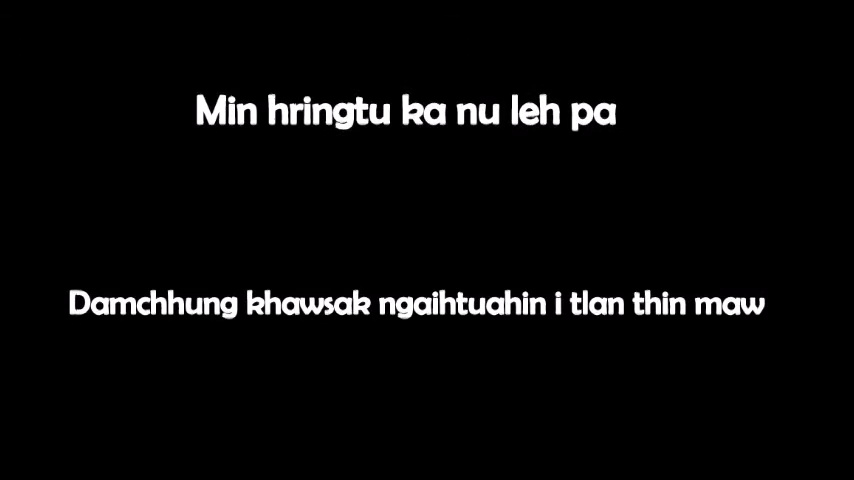 Min hringtu ka nu leh pa
Damchhung khawsak ngaihtuahin i tlan thin maw